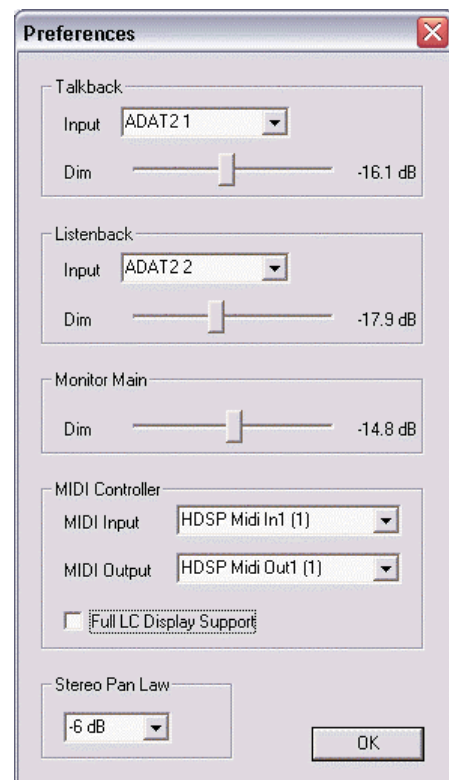 Preferences
Talkback
Input ADAT2 1
Dim -16.1 dB
Listenback
Input ADAT2 2
Dim -17.9 dB
Monitor Main
Dim -14.8 dB
MIDI Controller
MIDI Input HDSP Midi In1 (1)
MIDI Output HDSP Midi Out1 (1)
Full LC Display Support
Stereo Pan Law
-6 dB
OK